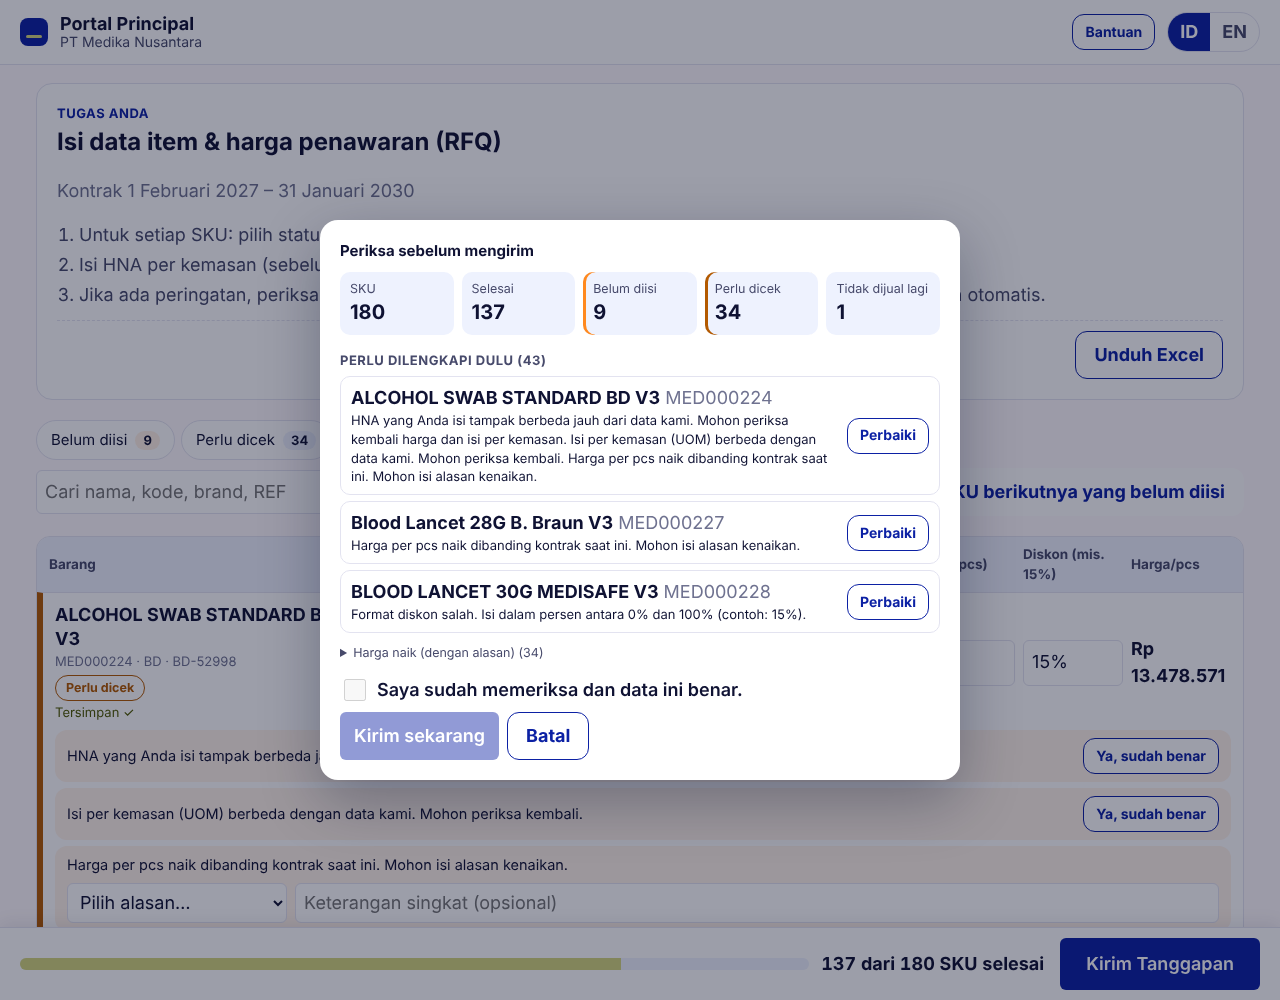 Portal Principal
PT Medika Nusantara
Bantuan
ID EN
TUGAS ANDA
Isi data item & harga penawaran (RFQ)
Kontrak 1 Februari 2027 – 31 Januari 2030
1. Untuk setiap SKU: pilih statu
2. Isi HNA per kemasan (sebelu
3. Jika ada peringatan, periksa
otomatis.
Unduh Excel
Belum diisi 9
Perlu dicek 34
Cari nama, kode, brand, REF
KU berikutnya yang belum diisi
Barang
pcs)
Diskon (mis. 15%)
Harga/pcs
ALCOHOL SWAB STANDARD B
V3
MED000224 · BD · BD-52998
Perlu dicek
Tersimpan ✓
15%
Rp
13.478.571
HNA yang Anda isi tampak berbeda j
Ya, sudah benar
Isi per kemasan (UOM) berbeda dengan data kami. Mohon periksa kembali.
Ya, sudah benar
Harga per pcs naik dibanding kontrak saat ini. Mohon isi alasan kenaikan.
Pilih alasan...
Keterangan singkat (opsional)
137 dari 180 SKU selesai
Kirim Tanggapan
Periksa sebelum mengirim
SKU
180
Selesai
137
Belum diisi
9
Perlu dicek
34
Tidak dijual lagi
1
PERLU DILENGKAPI DULU (43)
ALCOHOL SWAB STANDARD BD V3 MED000224
HNA yang Anda isi tampak berbeda jauh dari data kami. Mohon periksa
kembali harga dan isi per kemasan. Isi per kemasan (UOM) berbeda dengan
data kami. Mohon periksa kembali. Harga per pcs naik dibanding kontrak saat
ini. Mohon isi alasan kenaikan.
Perbaiki
Blood Lancet 28G B. Braun V3 MED000227
Harga per pcs naik dibanding kontrak saat ini. Mohon isi alasan kenaikan.
Perbaiki
BLOOD LANCET 30G MEDISAFE V3 MED000228
Format diskon salah. Isi dalam persen antara 0% dan 100% (contoh: 15%).
Perbaiki
Harga naik (dengan alasan) (34)
Saya sudah memeriksa dan data ini benar.
Kirim sekarang
Batal